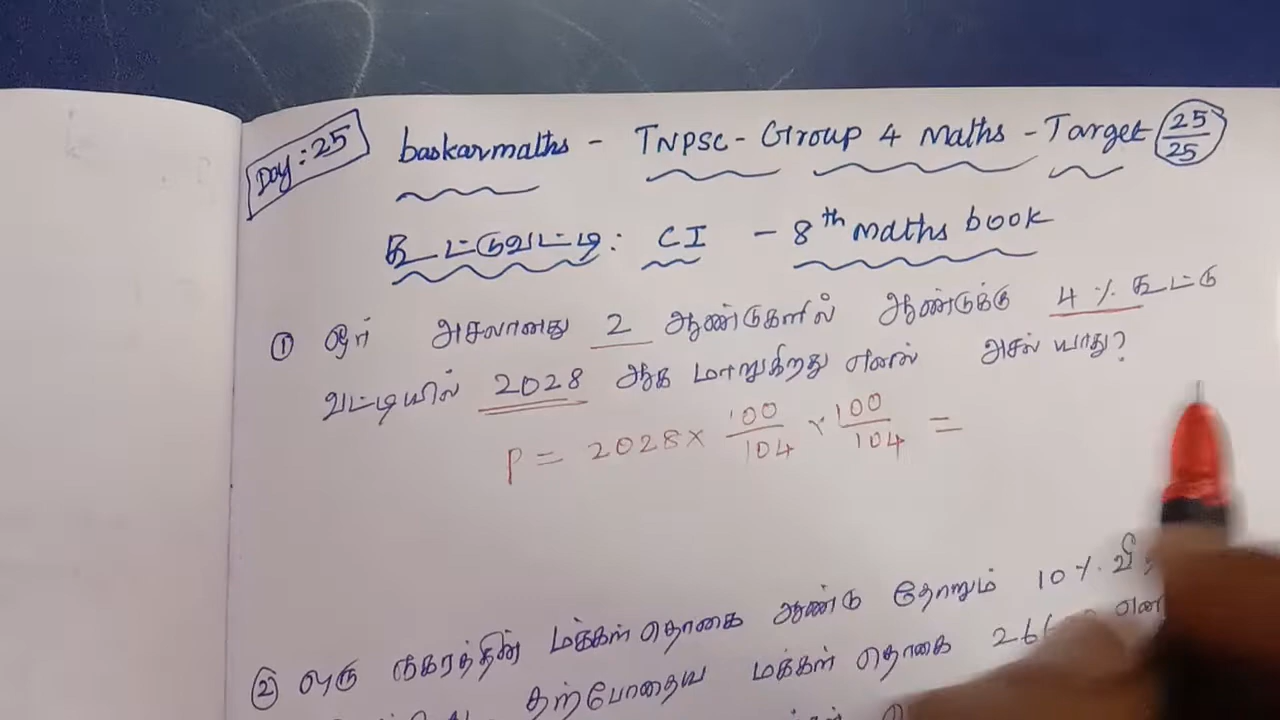 Day: 25
baskarmaths - TNPSC - Group 4 Maths - Target 25/25
கூட்டுவட்டி: CI - 8th maths book
① ஓர் அசலானது 2 ஆண்டுகளில் ஆண்டுக்கு 4% கூட்டு
வட்டியில் 2028 ஆக மாறுகிறது எனில் அசல் யாது?
P = 2028 × 100/104 × 100/104 =
② ஒரு நகரத்தின் மக்கள் தொகை ஆண்டு தோறும் 10%
தற்போதைய மக்கள் தொகை